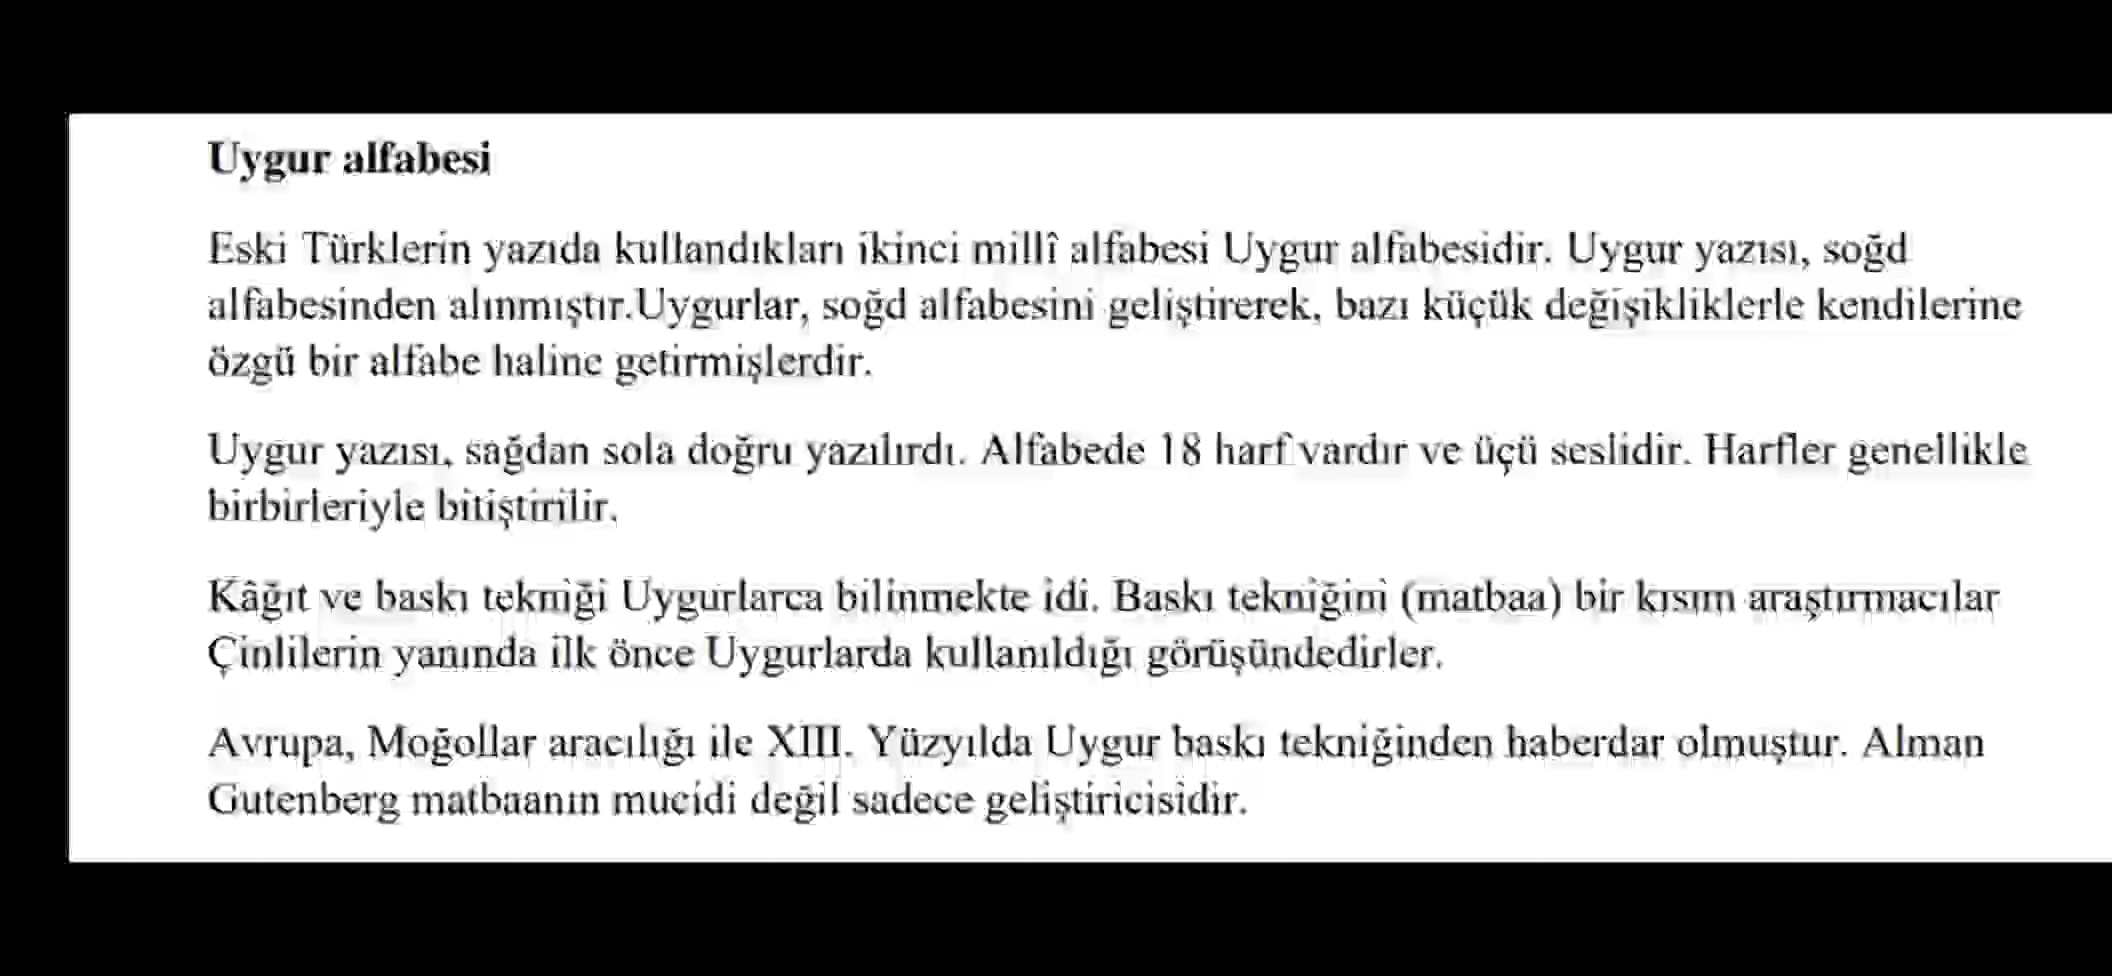 Uygur alfabesi
Eski Türklerin yazıda kullandıkları ikinci millî alfabesi Uygur alfabesidir. Uygur yazısı, soğd
alfabesinden alınmıştır.Uygurlar, soğd alfabesini geliştirerek, bazı küçük değişikliklerle kendilerine
özgü bir alfabe haline getirmişlerdir.
Uygur yazısı, sağdan sola doğru yazılırdı. Alfabede 18 harf vardır ve üçü seslidir. Harfler genellikle
birbirleriyle bitiştirilir.
Kâğıt ve baskı tekniği Uygurlarca bilinmekte idi. Baskı tekniğini (matbaa) bir kısım araştırmacılar
Çinlilerin yanında ilk önce Uygurlarda kullanıldığı görüşündedirler.
Avrupa, Moğollar aracılığı ile XIII. Yüzyılda Uygur baskı tekniğinden haberdar olmuştur. Alman
Gutenberg matbaanın mucidi değil sadece geliştiricisidir.